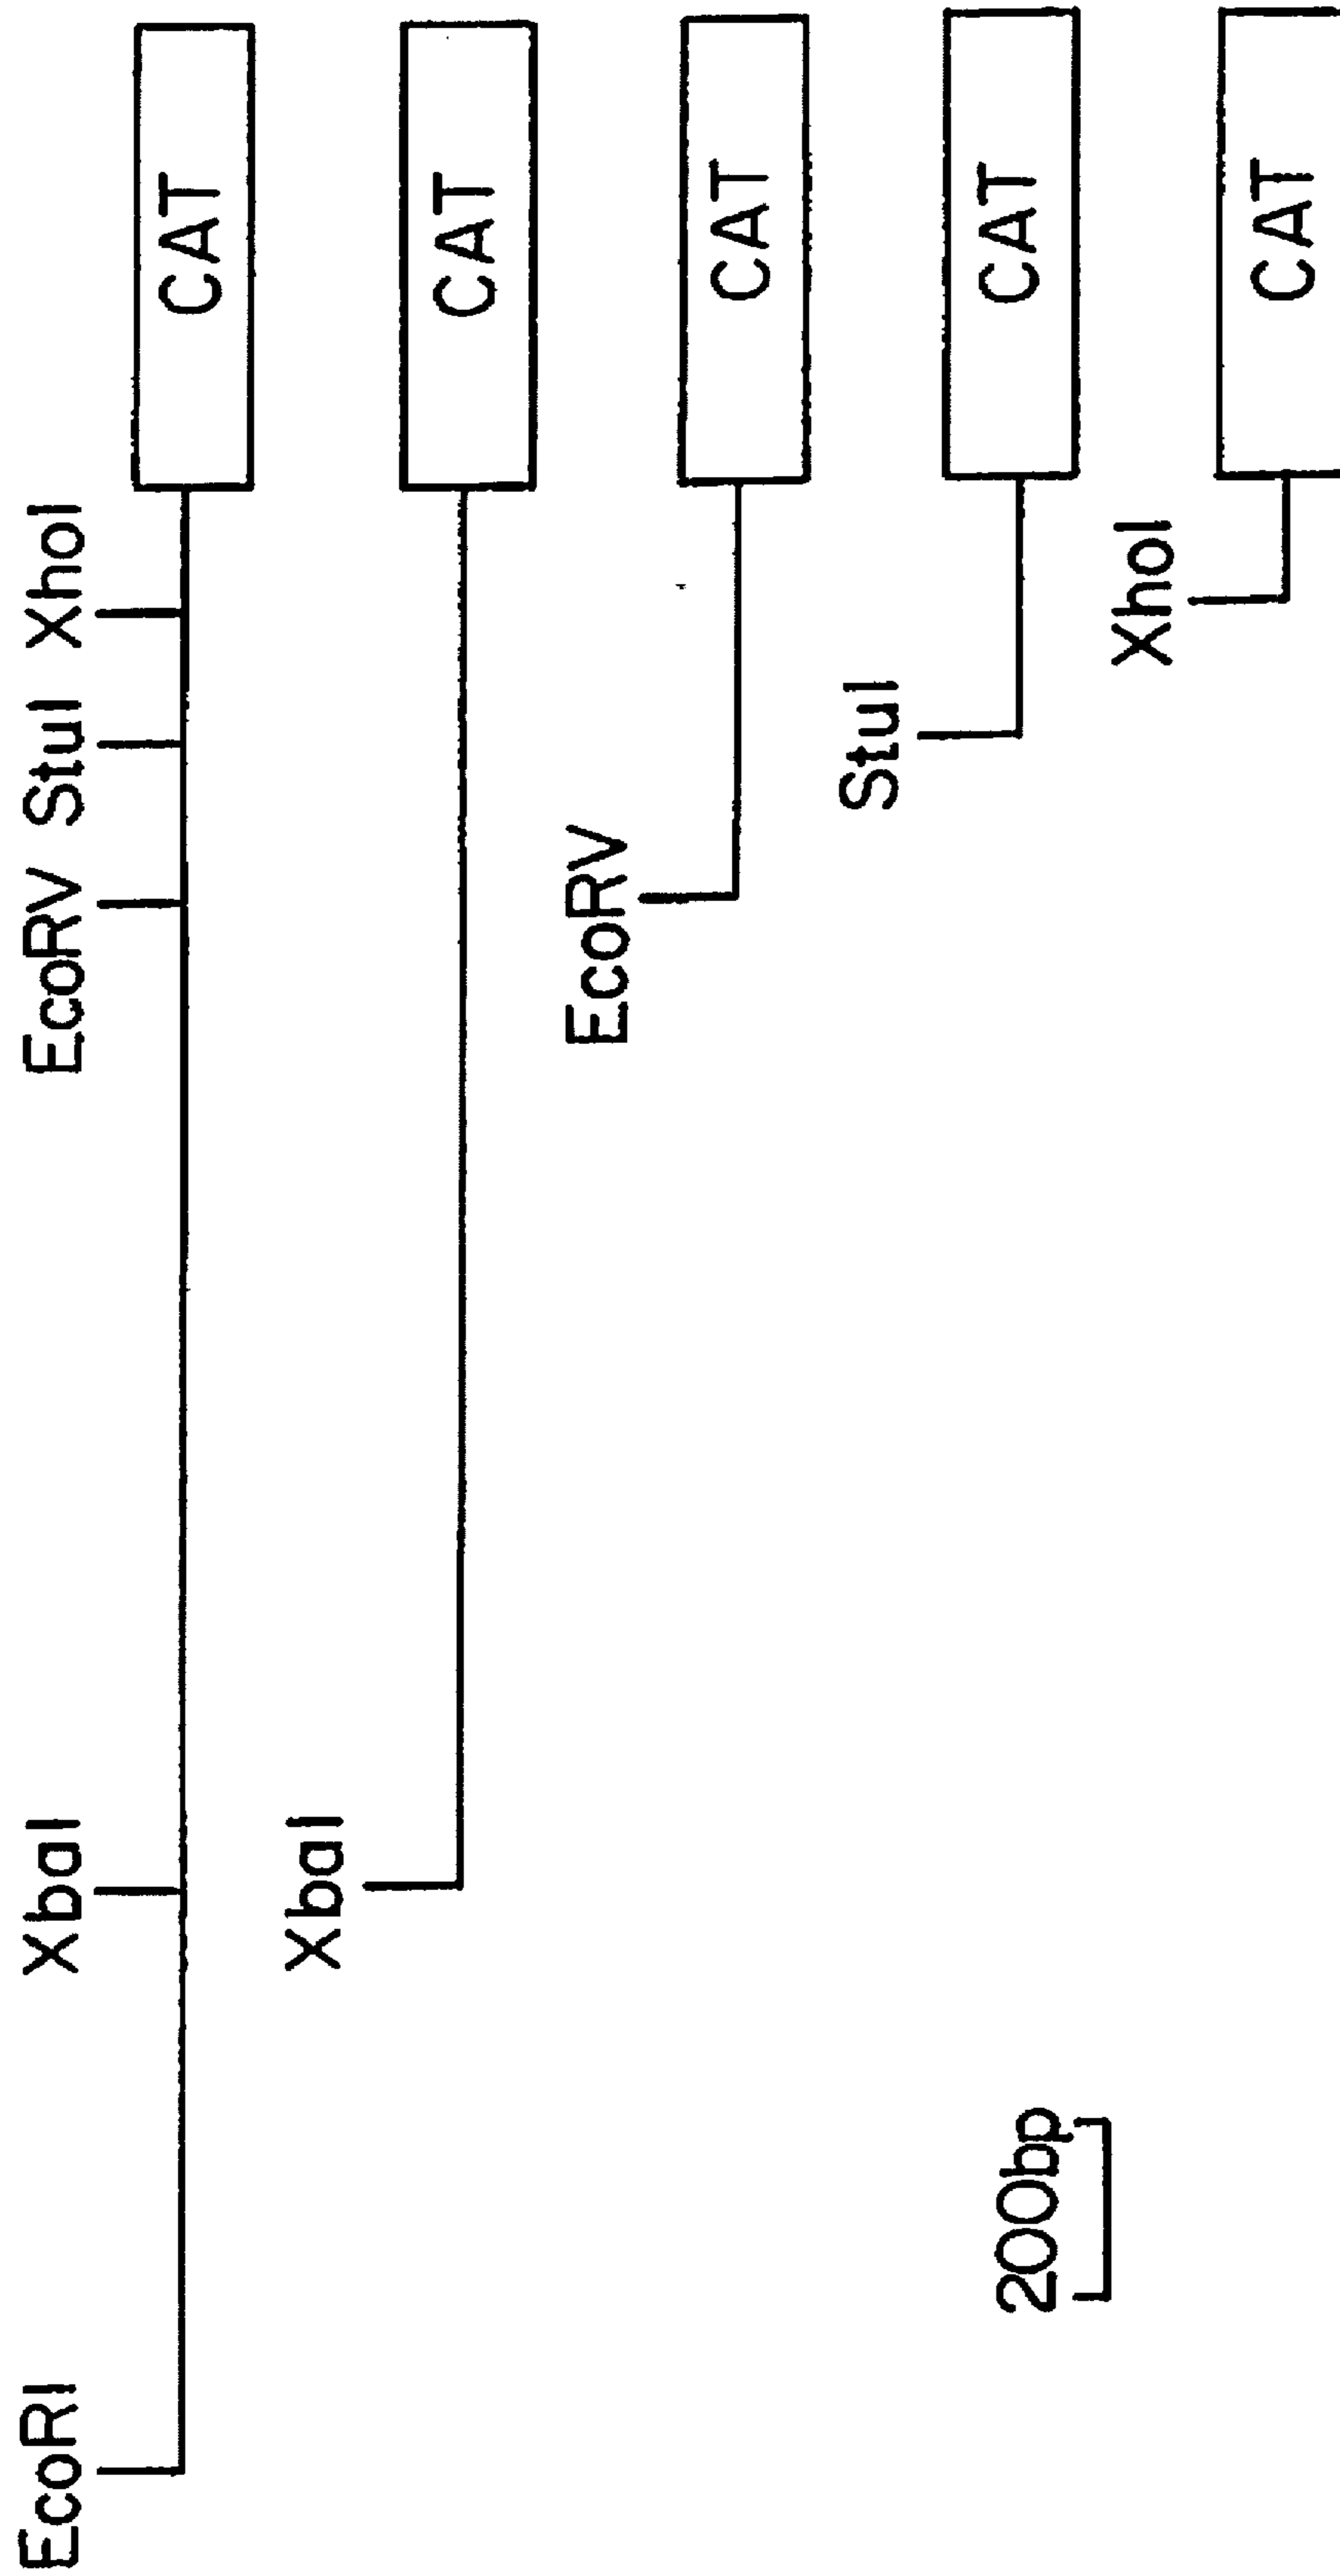 EcoRI XbaI EcoRV StuI XhoI
CAT
XbaI
CAT
EcoRV
CAT
StuI
CAT
200bp
XhoI
CAT